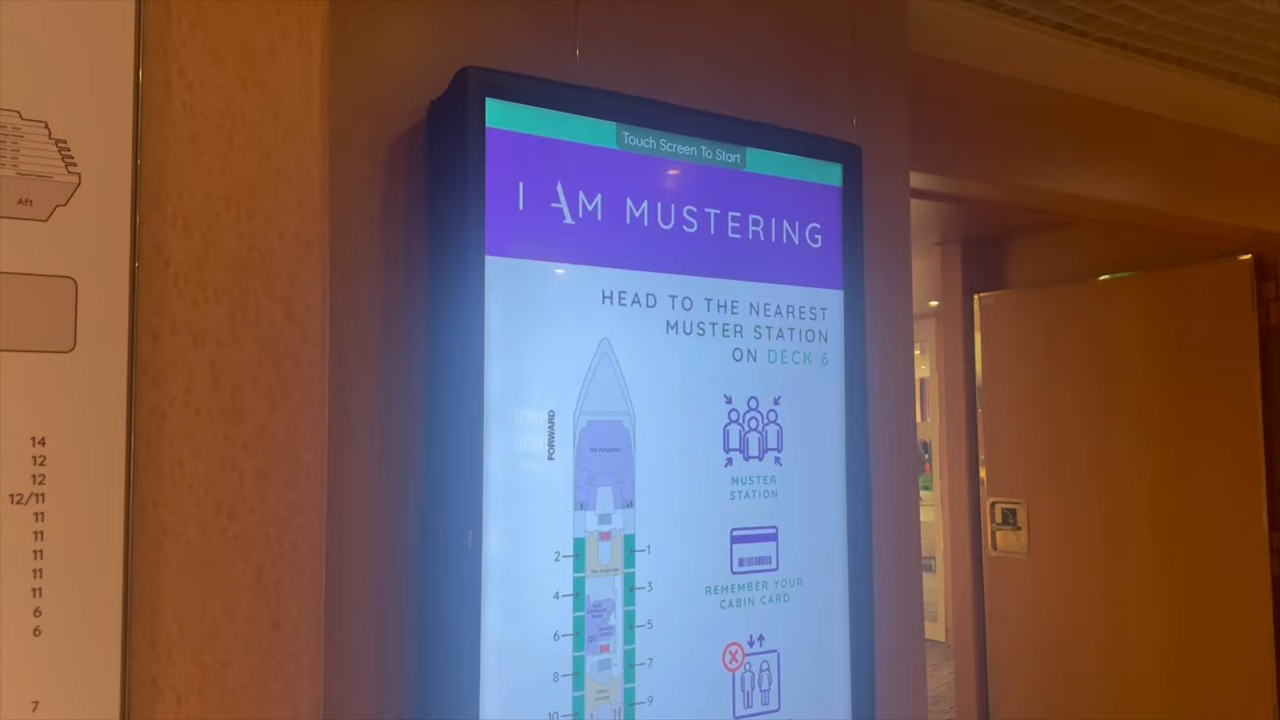 Aft
14
12
12
12/11
11
11
11
11
11
6
6
7
Touch Screen To Start
I AM MUSTERING
HEAD TO THE NEAREST
MUSTER STATION
ON DECK 6
FORWARD
2
1
4
3
6
5
8
7
10
9
MUSTER
STATION
REMEMBER YOUR
CABIN CARD